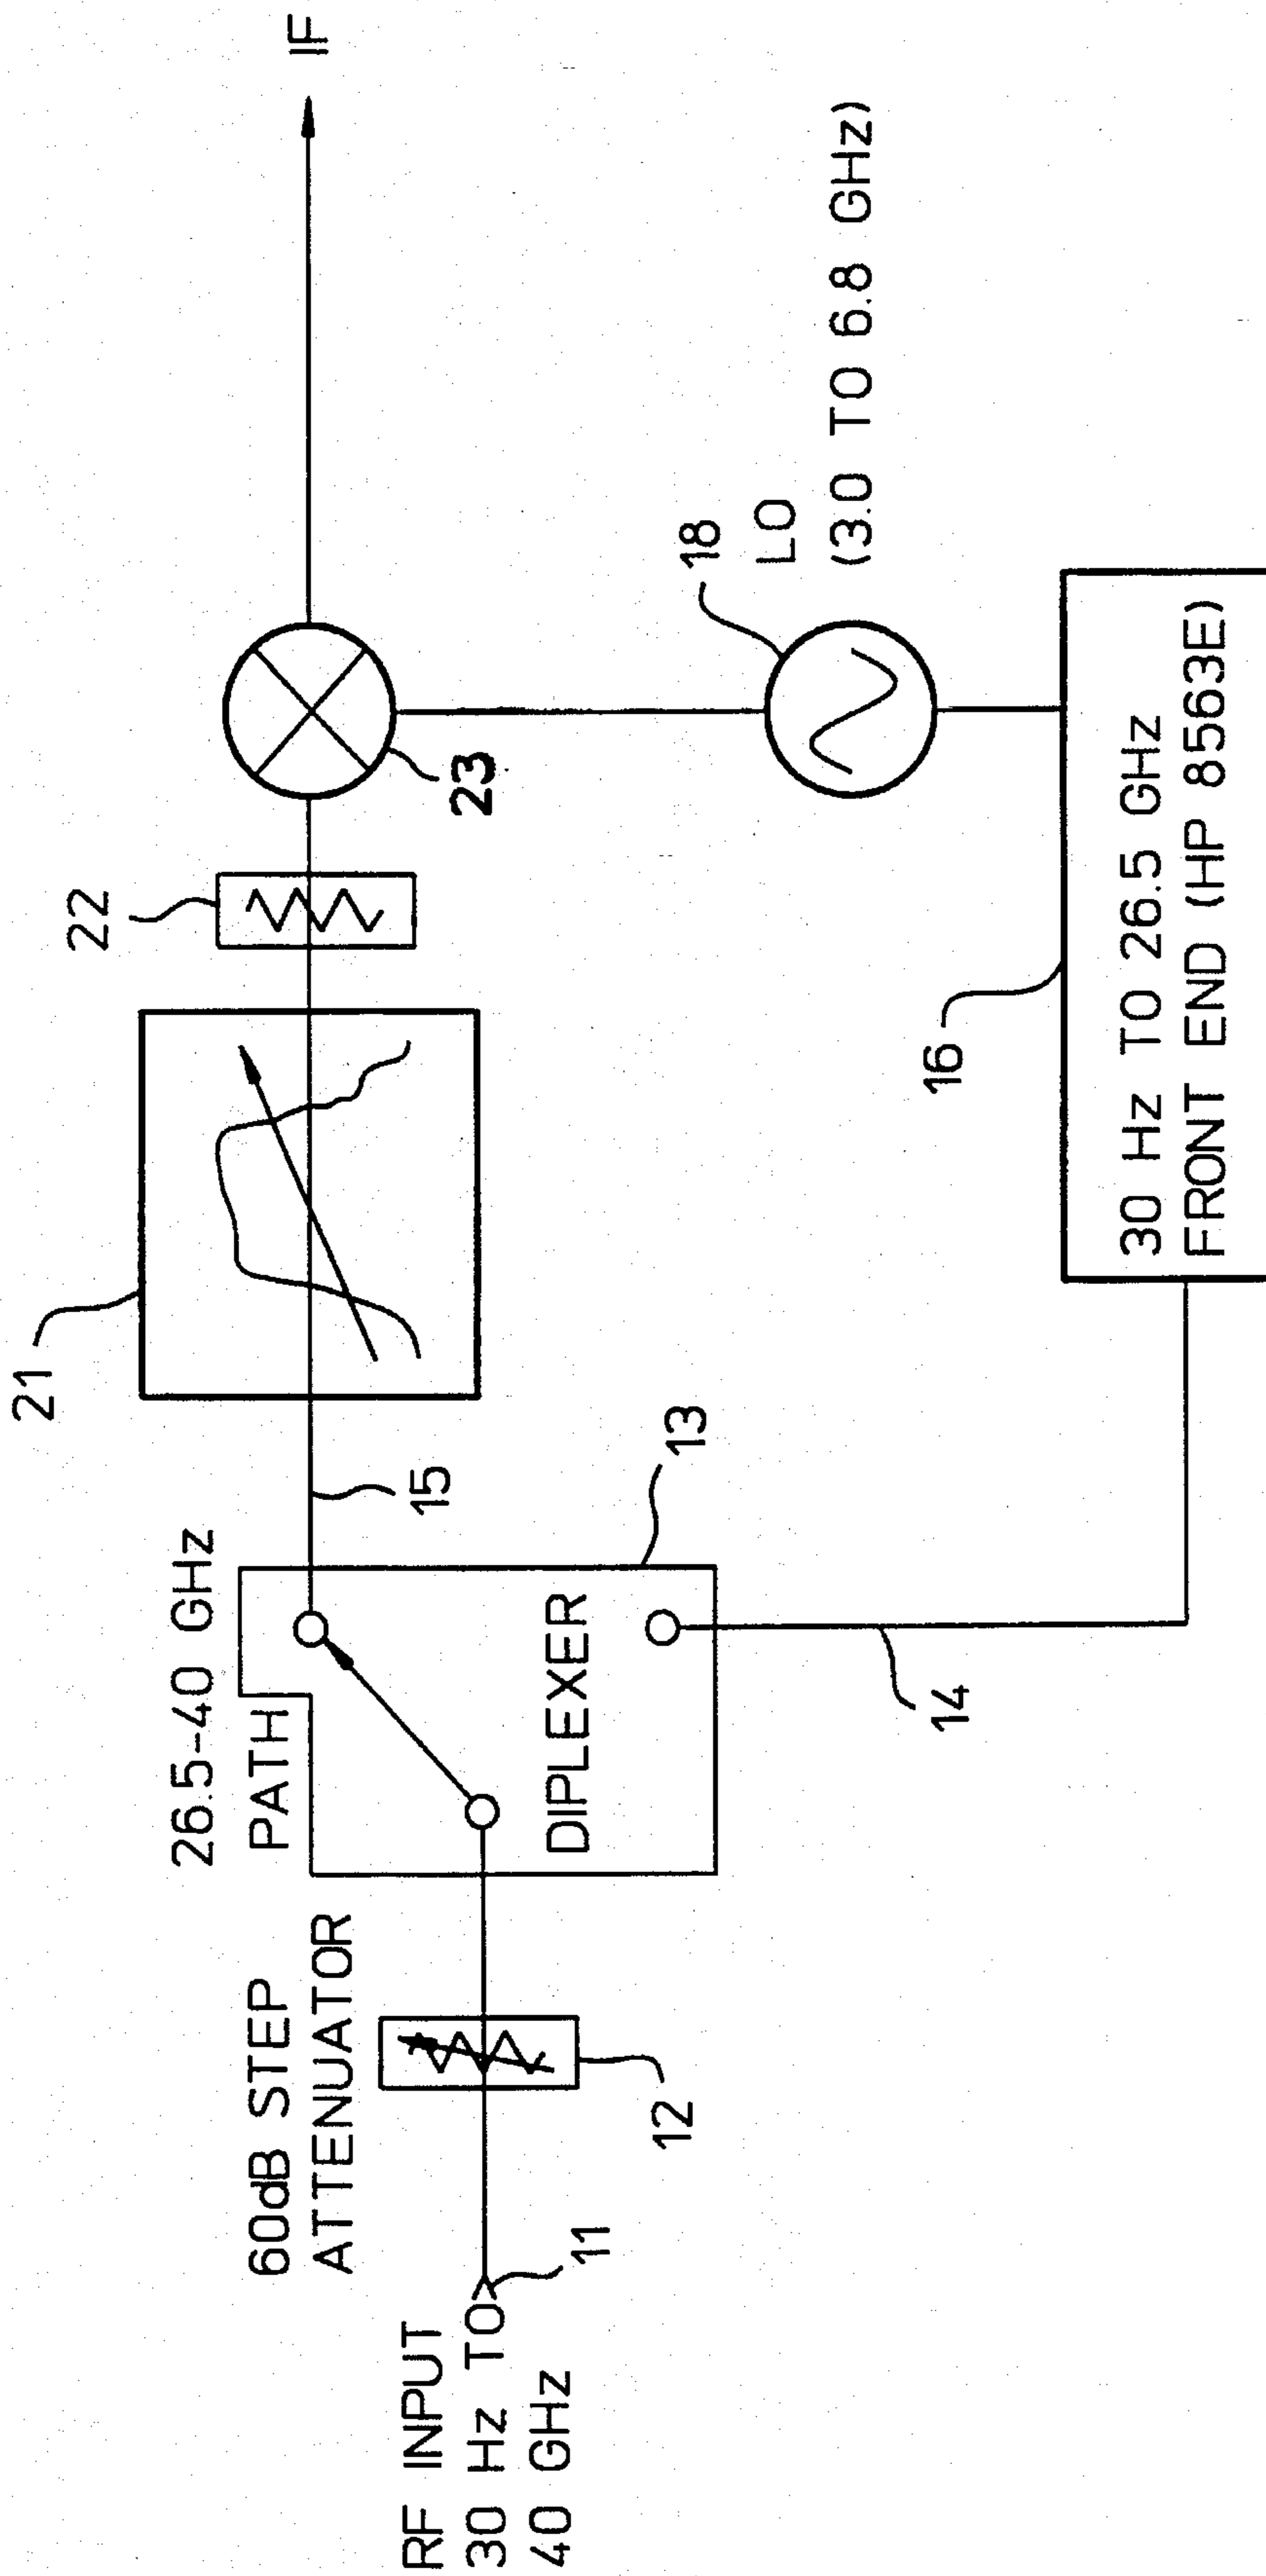 RF INPUT
30 Hz TO
40 GHz
11
60dB STEP
ATTENUATOR
12
26.5-40 GHz
PATH
DIPLEXER
13
14
15
21
22
23
IF
18
LO
(3.0 TO 6.8 GHz)
16
30 Hz TO 26.5 GHz
FRONT END (HP 8563E)